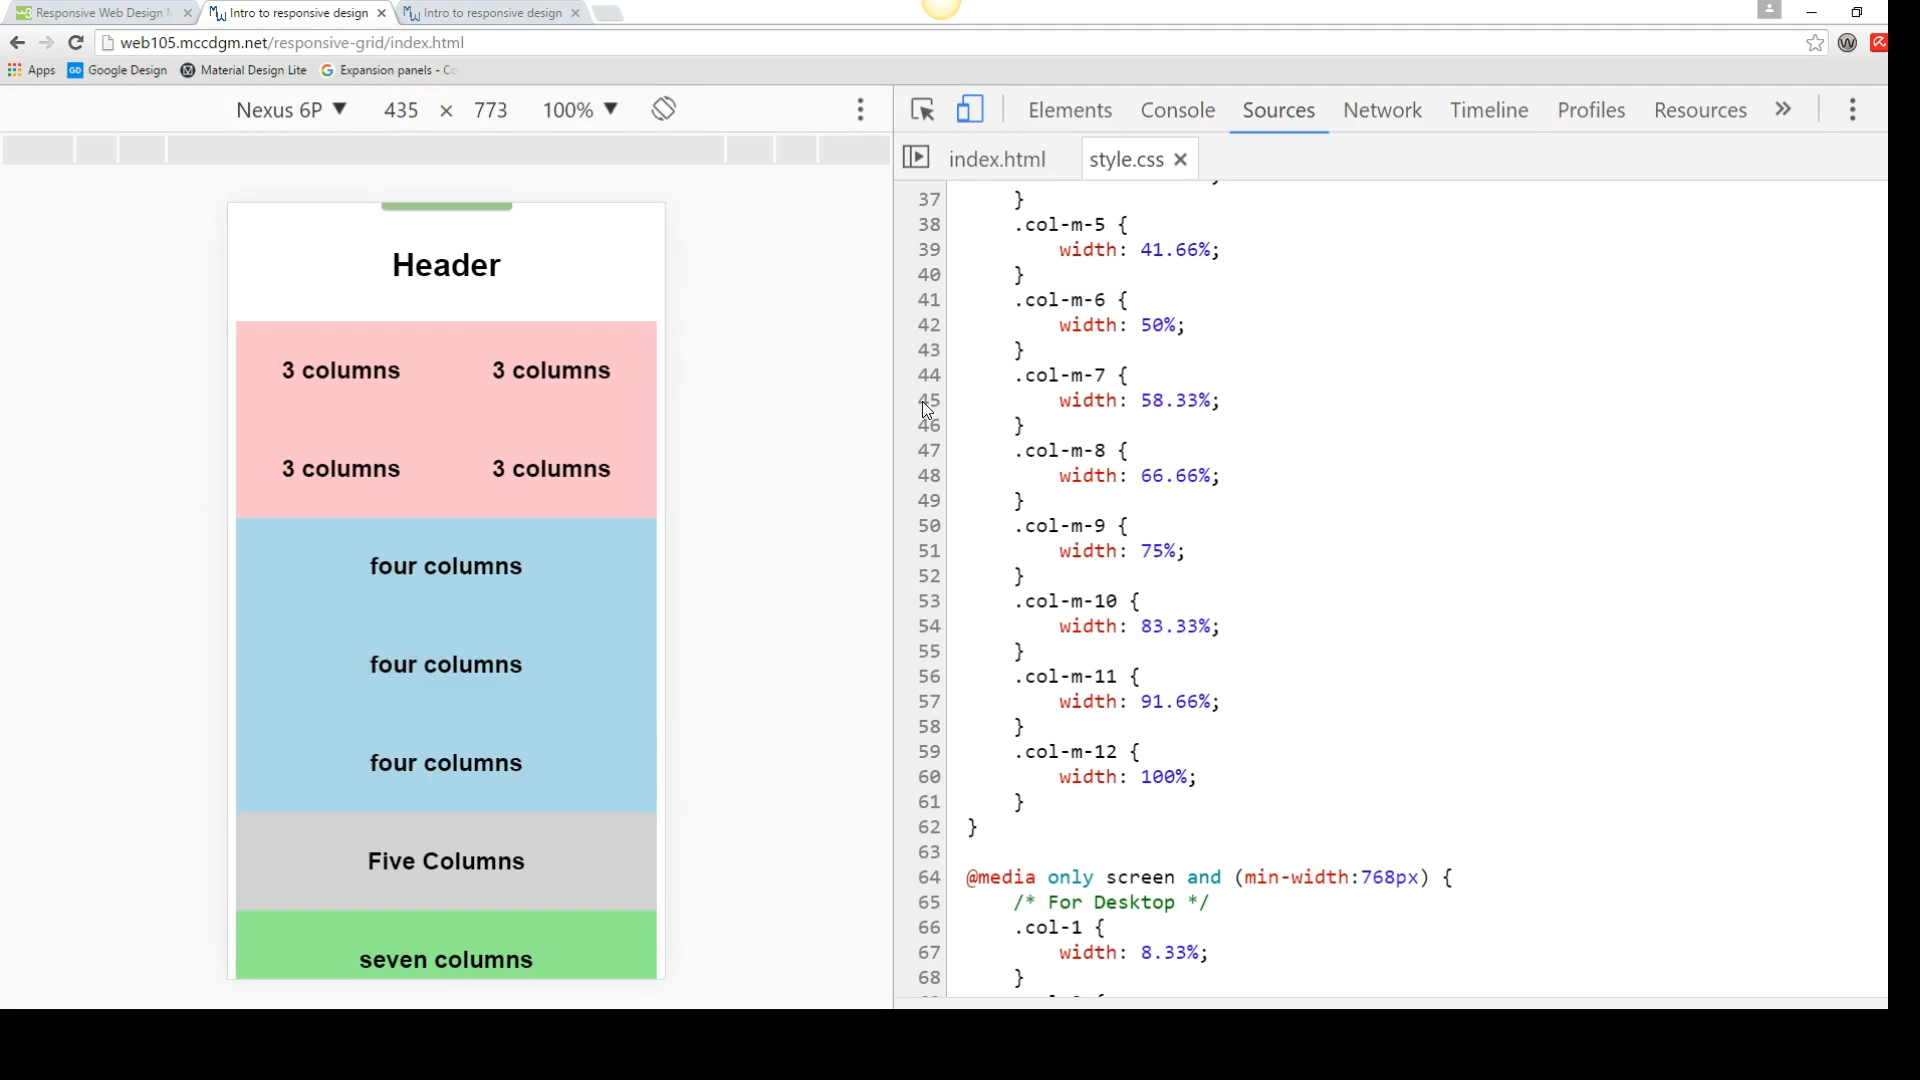 Responsive Web Design
Intro to responsive design
Intro to responsive design
web105.mccdgm.net/responsive-grid/index.html
Apps
GD Google Design
Material Design Lite
G Expansion panels - Co
Nexus 6P ▼ 435 × 773 100% ▼
Elements Console Sources Network Timeline Profiles Resources »
index.html style.css ×
Header
3 columns 3 columns
3 columns 3 columns
four columns
four columns
four columns
Five Columns
seven columns
37 }
38 .col-m-5 {
39 width: 41.66%;
40 }
41 .col-m-6 {
42 width: 50%;
43 }
44 .col-m-7 {
45 width: 58.33%;
46 }
47 .col-m-8 {
48 width: 66.66%;
49 }
50 .col-m-9 {
51 width: 75%;
52 }
53 .col-m-10 {
54 width: 83.33%;
55 }
56 .col-m-11 {
57 width: 91.66%;
58 }
59 .col-m-12 {
60 width: 100%;
61 }
62 }
63
64 @media only screen and (min-width:768px) {
65 /* For Desktop */
66 .col-1 {
67 width: 8.33%;
68 }